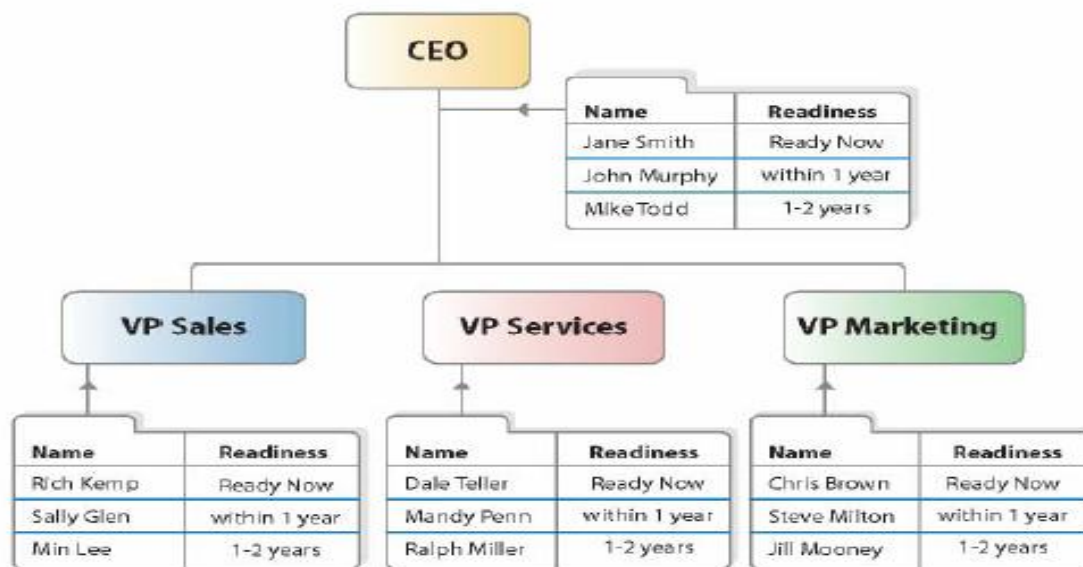 CEO
Name Readiness
Jane Smith Ready Now
John Murphy within 1 year
Mike Todd 1-2 years
VP Sales
VP Services
VP Marketing
Name Readiness
Rich Kemp Ready Now
Sally Glen within 1 year
Min Lee 1-2 years
Name Readiness
Dale Teller Ready Now
Mandy Penn within 1 year
Ralph Miller 1-2 years
Name Readiness
Chris Brown Ready Now
Steve Milton within 1 year
Jill Mooney 1-2 years